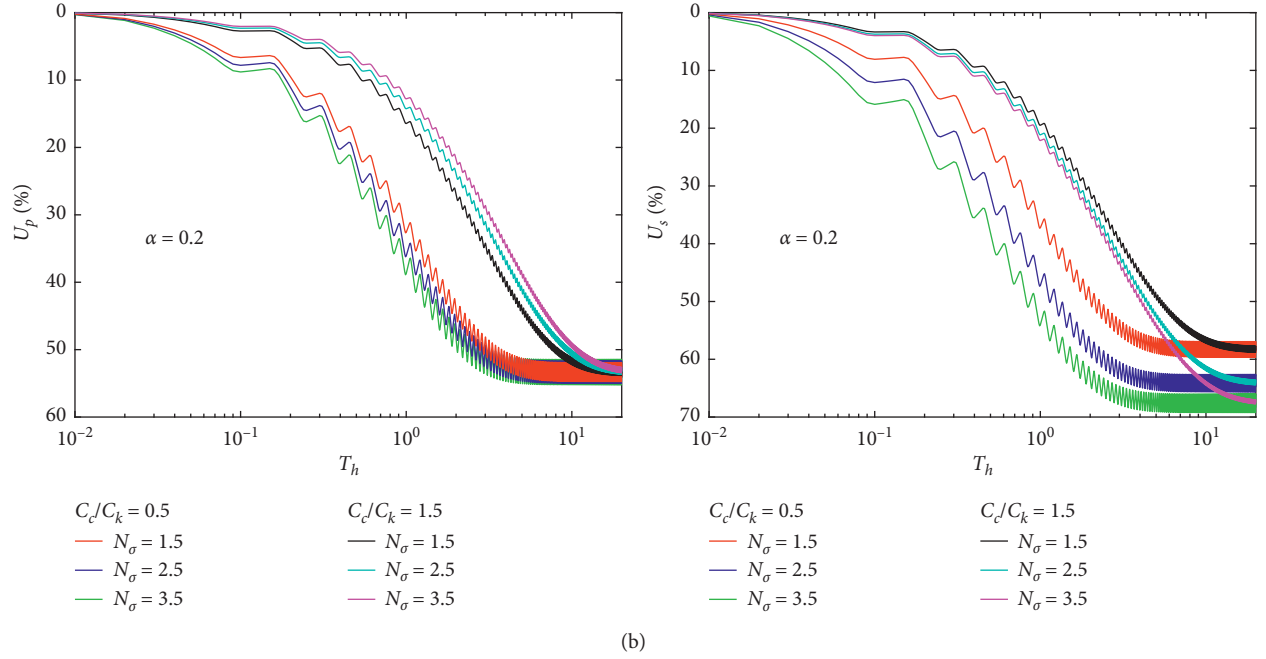 0
10
20
30
40
50
60
U_p (%)
α = 0.2
10^−2
10^−1
10^0
10^1
T_h
C_c/C_k = 0.5
N_σ = 1.5
N_σ = 2.5
N_σ = 3.5
C_c/C_k = 1.5
N_σ = 1.5
N_σ = 2.5
N_σ = 3.5
0
10
20
30
40
50
60
70
U_s (%)
α = 0.2
10^−2
10^−1
10^0
10^1
T_h
C_c/C_k = 0.5
N_σ = 1.5
N_σ = 2.5
N_σ = 3.5
C_c/C_k = 1.5
N_σ = 1.5
N_σ = 2.5
N_σ = 3.5
(b)